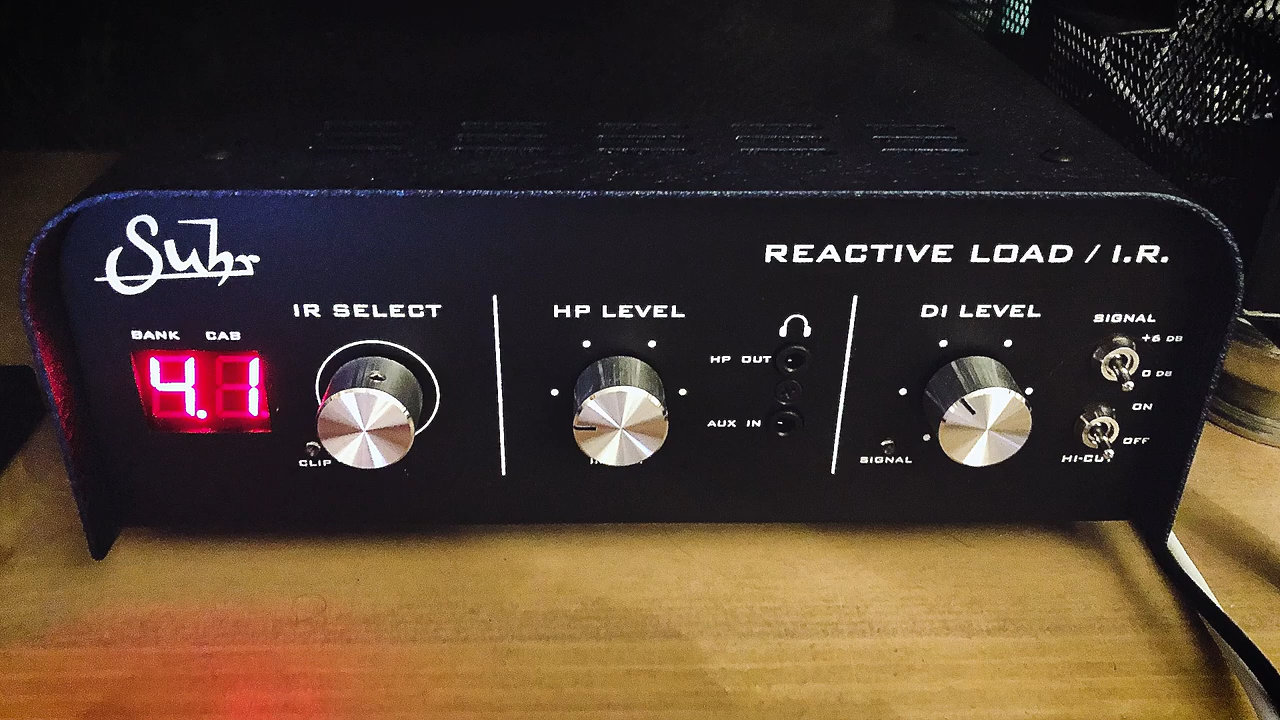 Suhr
REACTIVE LOAD / I.R.
BANK CAB
4.1
IR SELECT
CLIP
HP LEVEL
HP OUT
AUX IN
DI LEVEL
SIGNAL
SIGNAL
+6 DB
0 DB
ON
OFF
HI-CUT